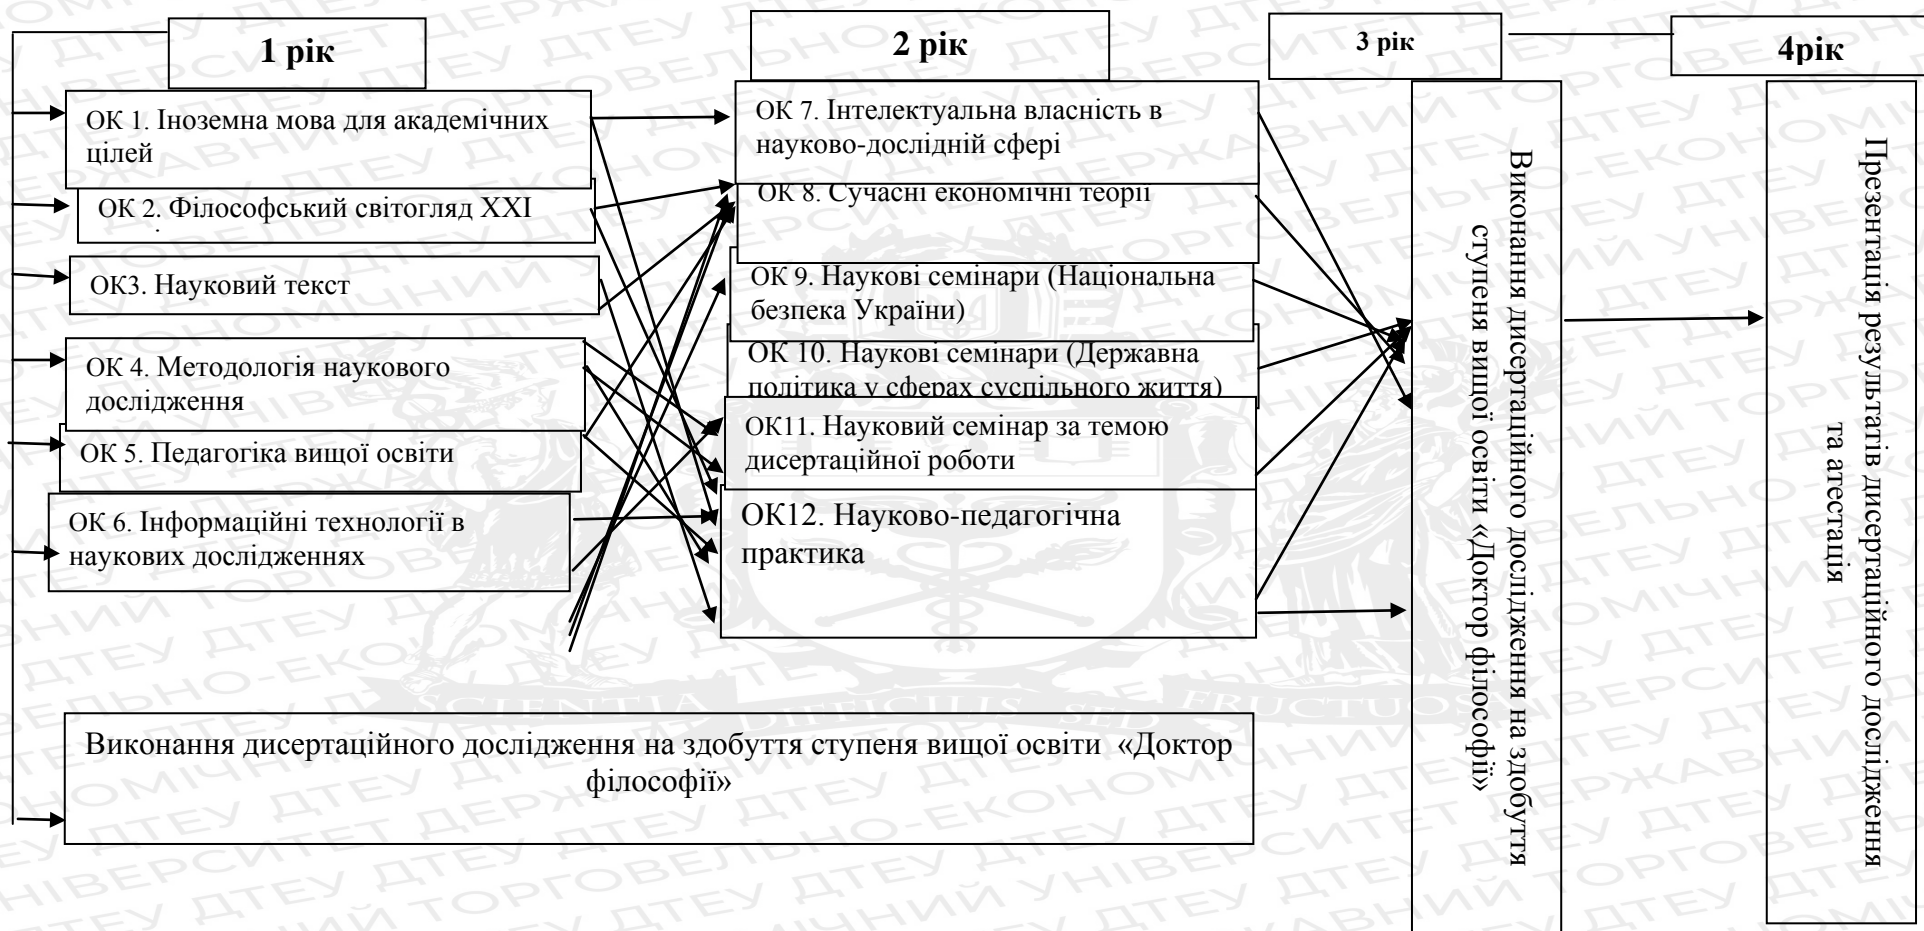 1 рік
2 рік
3 рік
4рік
ОК 1. Іноземна мова для академічних
цілей
ОК 2. Філософський світогляд ХХІ
ОК3. Науковий текст
ОК 4. Методологія наукового
дослідження
ОК 5. Педагогіка вищої освіти
ОК 6. Інформаційні технології в
наукових дослідженнях
ОК 7. Інтелектуальна власність в
науково-дослідній сфері
ОК 8. Сучасні економічні теорії
ОК 9. Наукові семінари (Національна
безпека України)
ОК 10. Наукові семінари (Державна
політика у сферах суспільного життя)
ОК11. Науковий семінар за темою
дисертаційної роботи
ОК12. Науково-педагогічна
практика
Виконання дисертаційного дослідження на здобуття
ступеня вищої освіти «Доктор філософії»
Презентація результатів дисертаційного дослідження
та атестація
Виконання дисертаційного дослідження на здобуття ступеня вищої освіти «Доктор
філософії»
SCIENTIA DIFFICILIS SED FRUCTUOSA